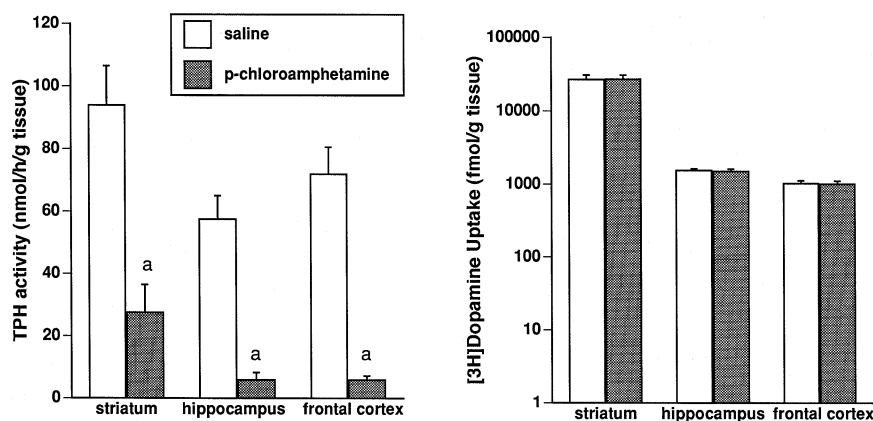 TPH activity (nmol/h/g tissue)
120
100
80
60
40
20
0
saline
p-chloroamphetamine
a
a
a
striatum hippocampus frontal cortex
[3H]Dopamine Uptake (fmol/g tissue)
100000
10000
1000
100
10
1
striatum hippocampus frontal cortex